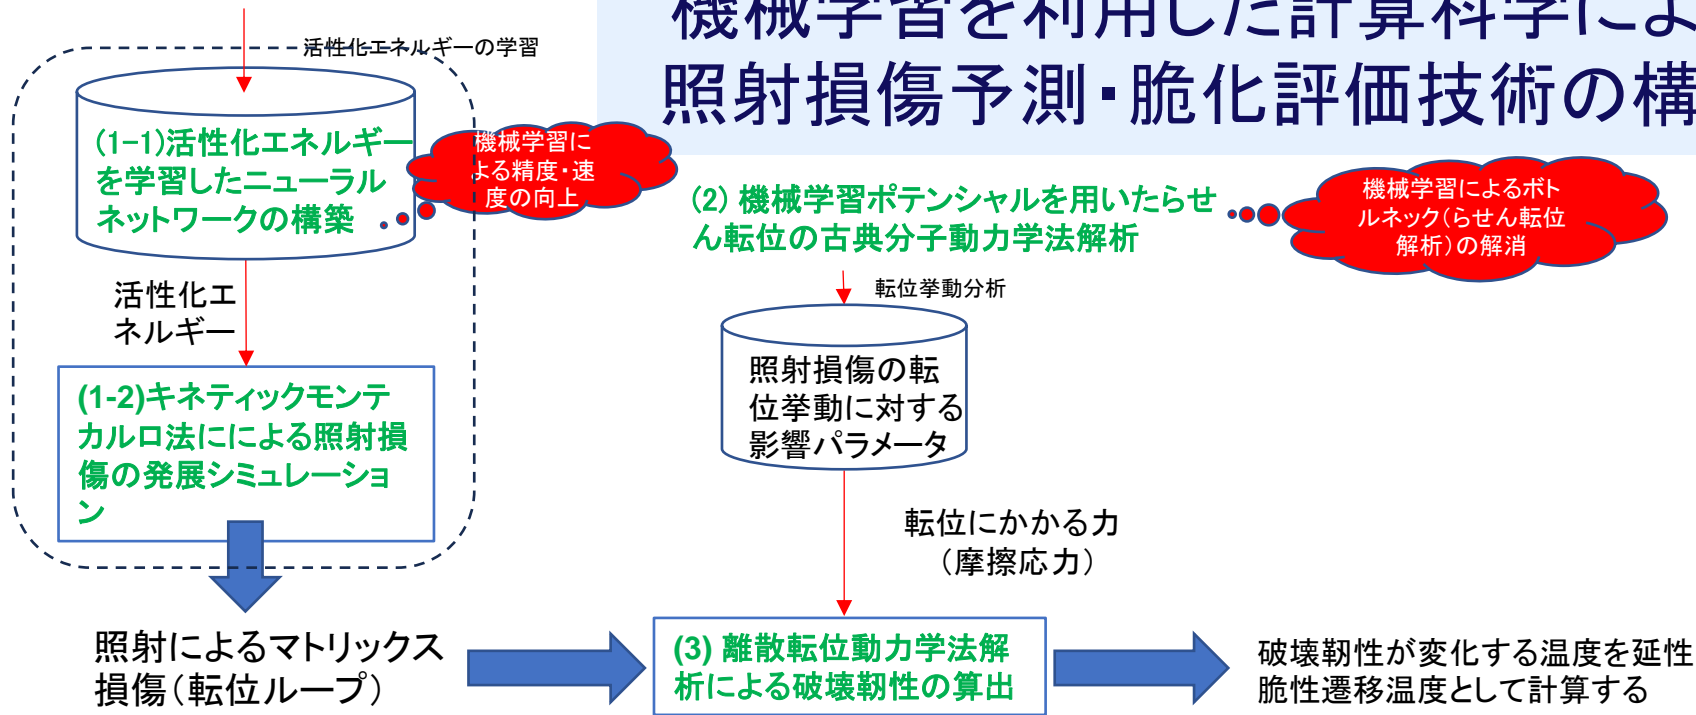 機械学習を利用した計算科学によ
照射損傷予測・脆化評価技術の構
活性化エネルギーの学習
(1-1)活性化エネルギー
を学習したニューラル
ネットワークの構築
機械学習に
よる精度・速
度の向上
活性化エ
ネルギー
(1-2)キネティックモンテ
カルロ法にによる照射損
傷の発展シミュレーショ
ン
照射によるマトリックス
損傷（転位ループ）
(2) 機械学習ポテンシャルを用いたらせ
ん転位の古典分子動力学法解析
機械学習によるボト
ルネック（らせん転位
解析）の解消
転位挙動分析
照射損傷の転
位挙動に対する
影響パラメータ
転位にかかる力
（摩擦応力）
(3) 離散転位動力学法解
析による破壊靭性の算出
破壊靭性が変化する温度を延性
脆性遷移温度として計算する